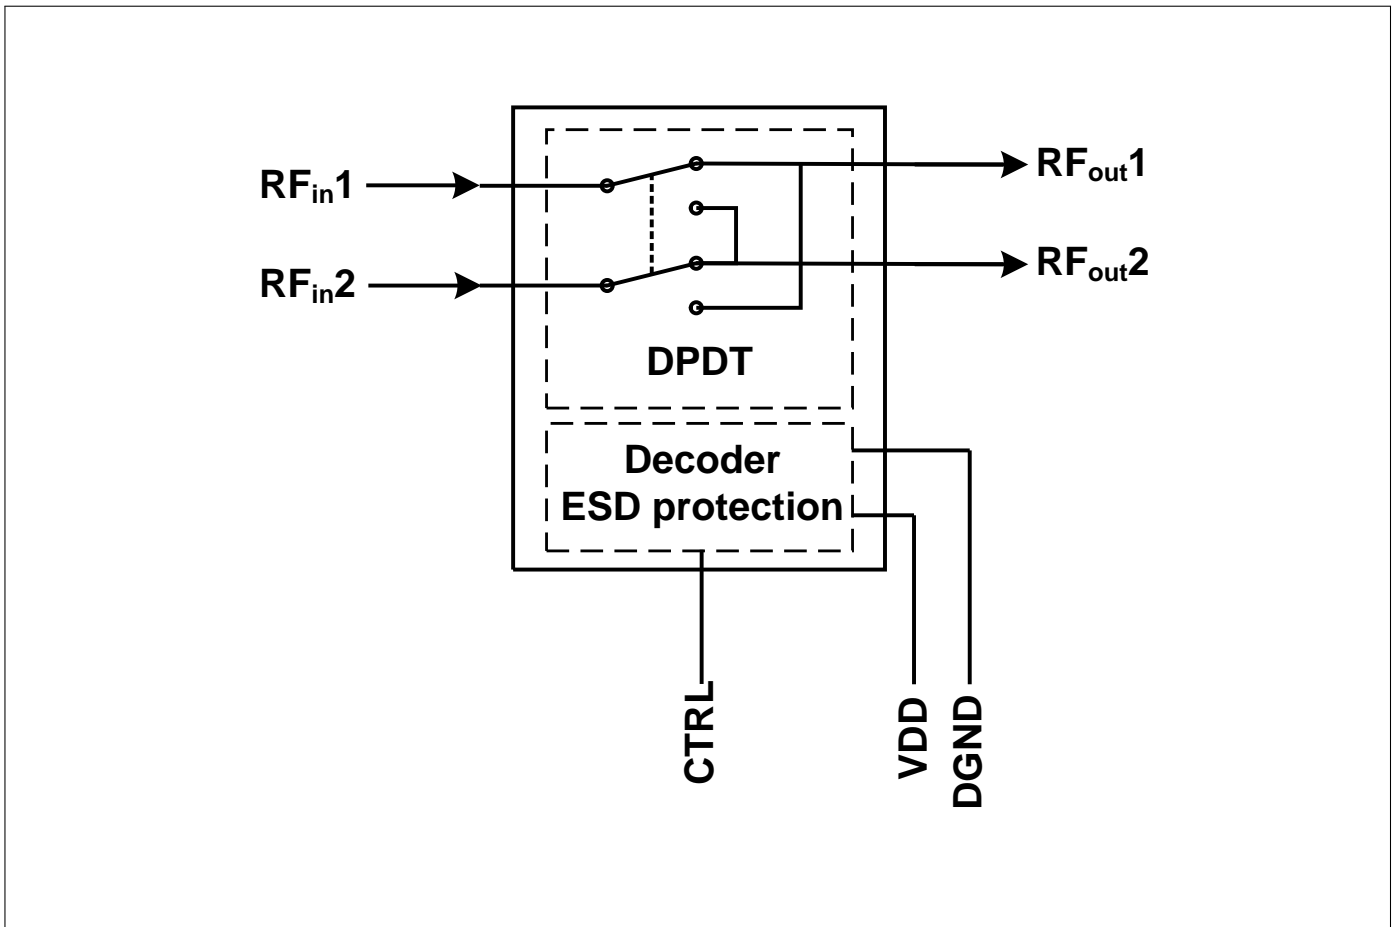 RFin1
RFout1
RFin2
RFout2
DPDT
Decoder
ESD protection
CTRL
VDD
DGND